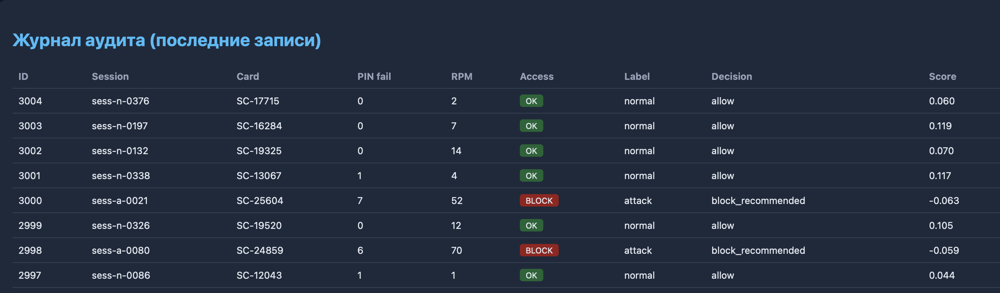 Журнал аудита (последние записи)
ID Session Card PIN fail RPM Access Label Decision Score
3004 sess-n-0376 SC-17715 0 2 OK normal allow 0.060
3003 sess-n-0197 SC-16284 0 7 OK normal allow 0.119
3002 sess-n-0132 SC-19325 0 14 OK normal allow 0.070
3001 sess-n-0338 SC-13067 1 4 OK normal allow 0.117
3000 sess-a-0021 SC-25604 7 52 BLOCK attack block_recommended -0.063
2999 sess-n-0326 SC-19520 0 12 OK normal allow 0.105
2998 sess-a-0080 SC-24859 6 70 BLOCK attack block_recommended -0.059
2997 sess-n-0086 SC-12043 1 1 OK normal allow 0.044